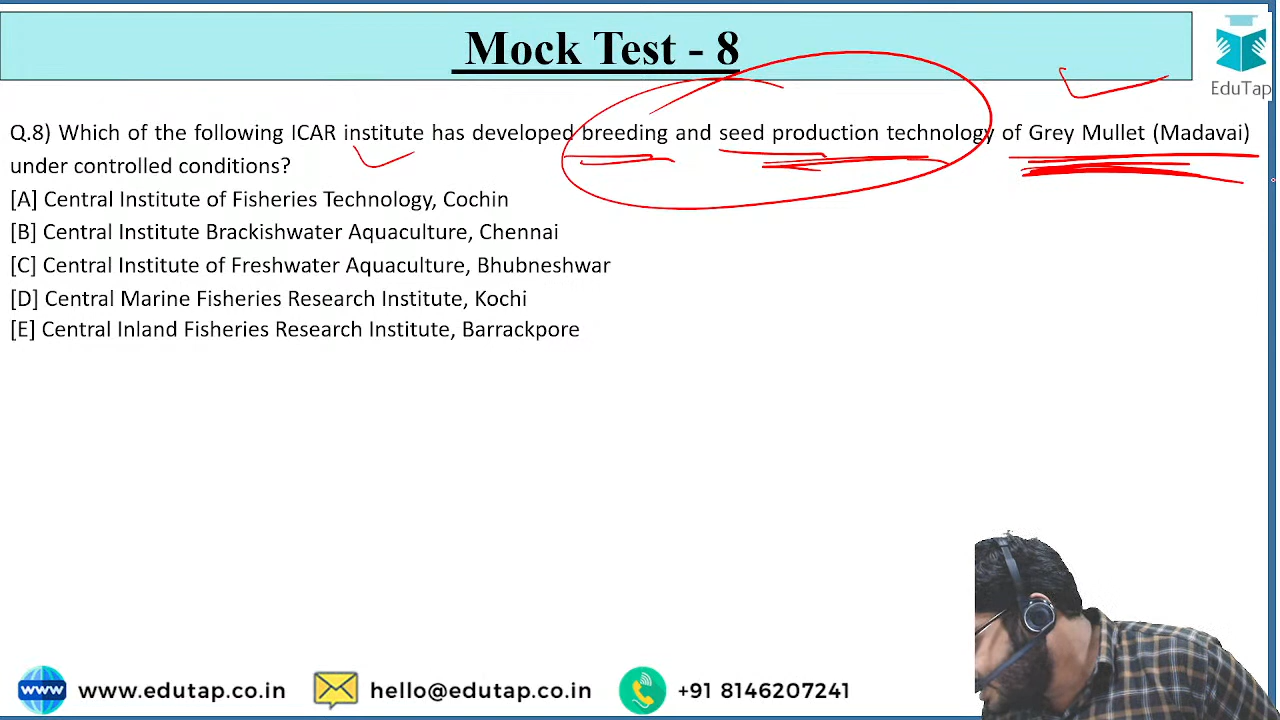 Mock Test - 8
EduTap
Q.8) Which of the following ICAR institute has developed breeding and seed production technology of Grey Mullet (Madavai)
under controlled conditions?
[A] Central Institute of Fisheries Technology, Cochin
[B] Central Institute Brackishwater Aquaculture, Chennai
[C] Central Institute of Freshwater Aquaculture, Bhubneshwar
[D] Central Marine Fisheries Research Institute, Kochi
[E] Central Inland Fisheries Research Institute, Barrackpore
www www.edutap.co.in hello@edutap.co.in +91 8146207241